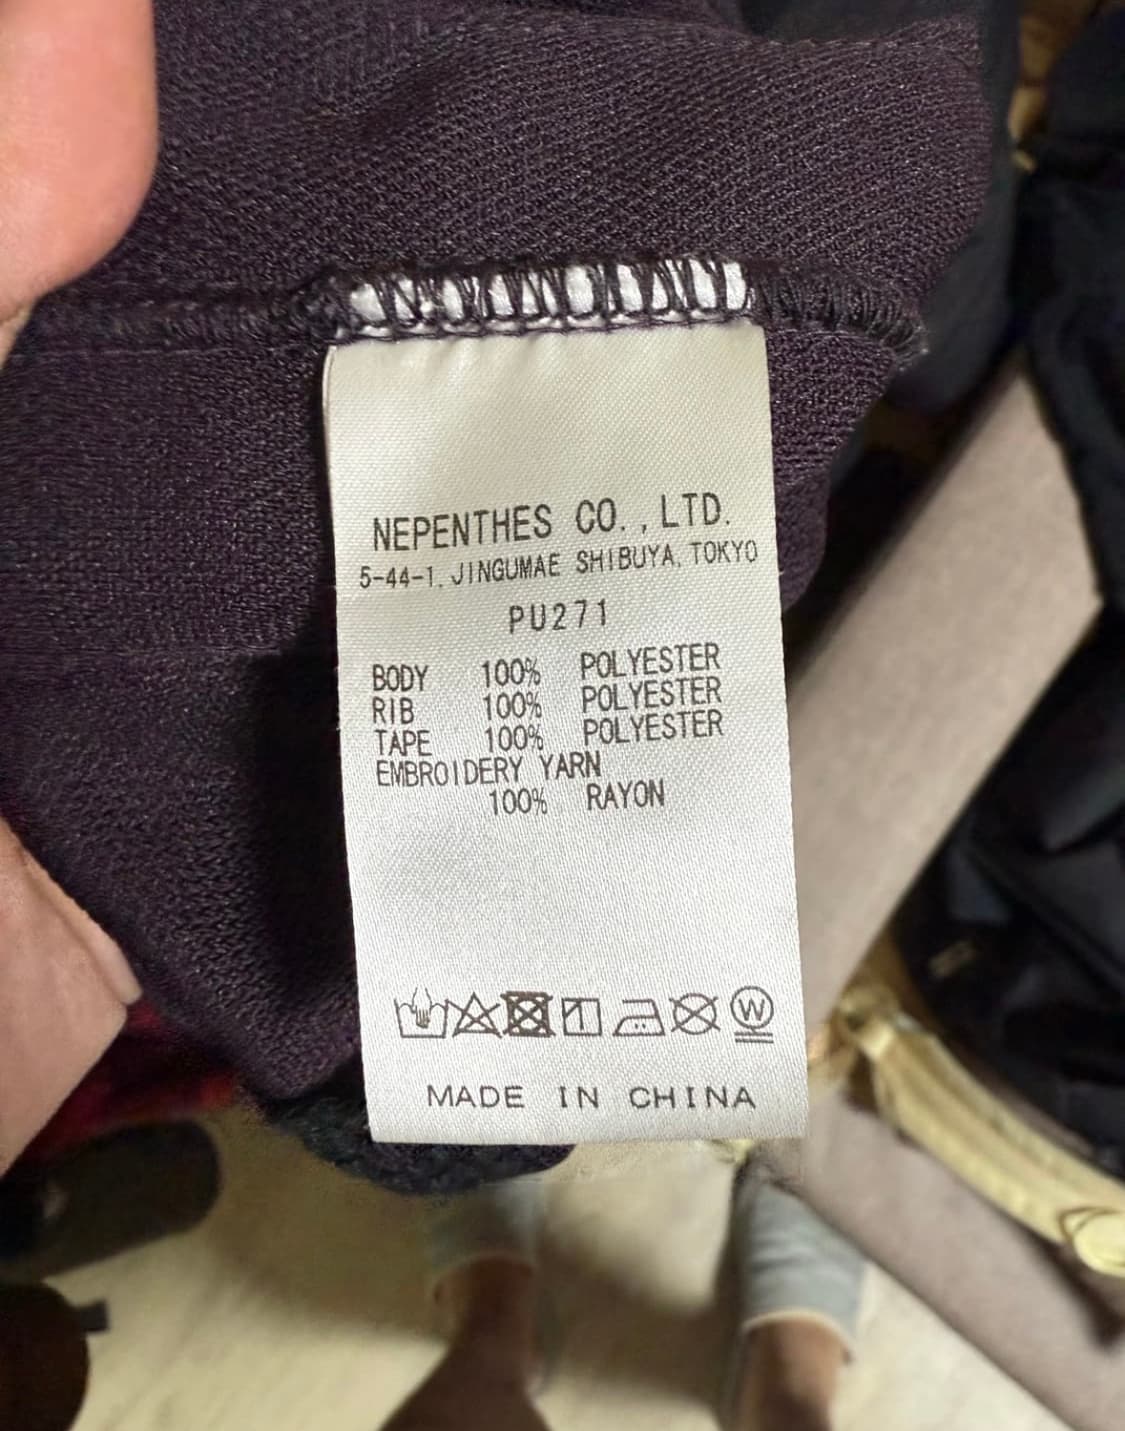 NEPENTHES CO.,LTD.
5-44-1, JINGUMAE SHIBUYA, TOKYO
PU271
BODY 100% POLYESTER
RIB 100% POLYESTER
TAPE 100% POLYESTER
EMBROIDERY YARN
100% RAYON
W
MADE IN CHINA